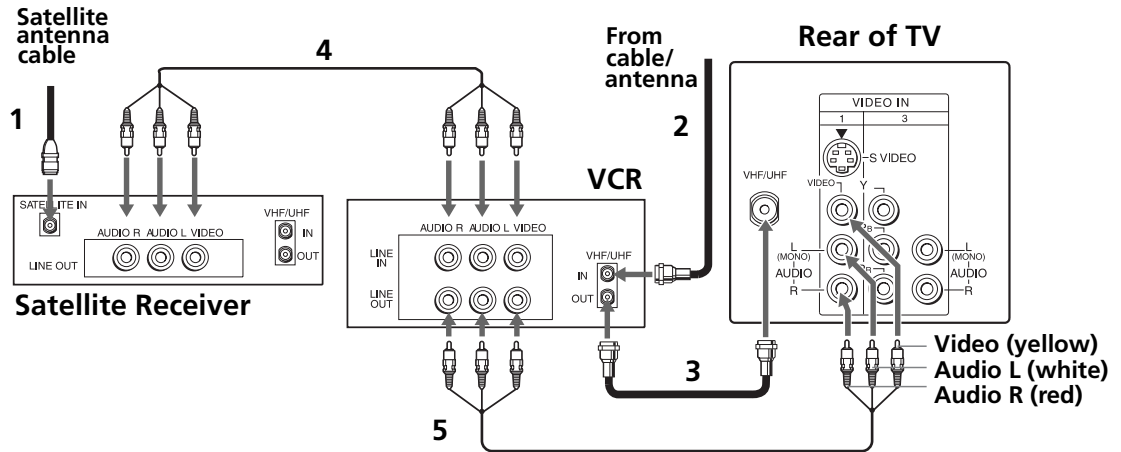 Satellite
antenna
cable
1
4
From
cable/
antenna
2
Rear of TV
SATELLITE IN
AUDIO R AUDIO L VIDEO
LINE OUT
VHF/UHF
IN
OUT
Satellite Receiver
VCR
AUDIO R AUDIO L VIDEO
LINE
IN
LINE
OUT
VHF/UHF
IN
OUT
3
5
VIDEO IN
1 3
S VIDEO
VHF/UHF
VIDEO
Y
PB
L
(MONO)
AUDIO
R
L
(MONO)
AUDIO
R
Video (yellow)
Audio L (white)
Audio R (red)